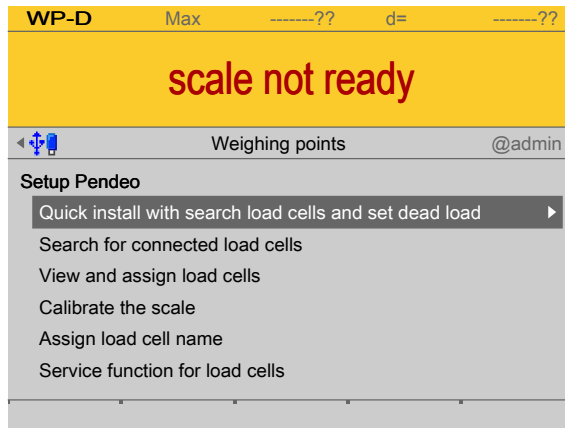 WP-D Max -------?? d= -------??
scale not ready
Weighing points @admin
Setup Pendeo
Quick install with search load cells and set dead load
Search for connected load cells
View and assign load cells
Calibrate the scale
Assign load cell name
Service function for load cells